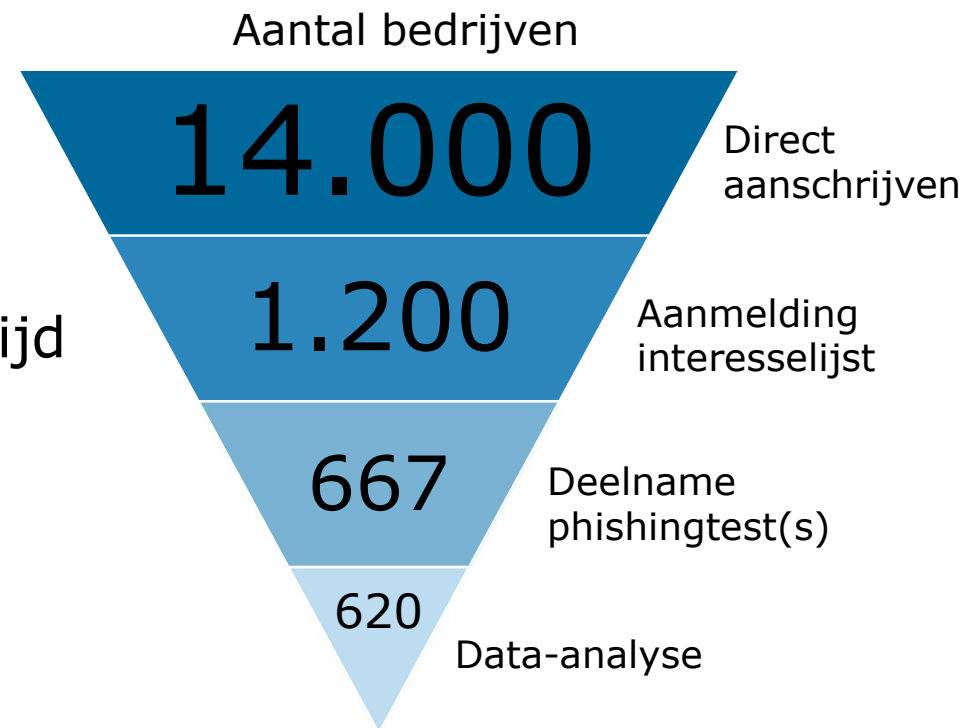 Aantal bedrijven
14.000
Direct
aanschrijven
1.200
Aanmelding
interesselijst
ijd
667
Deelname
phishingtest(s)
620
Data-analyse